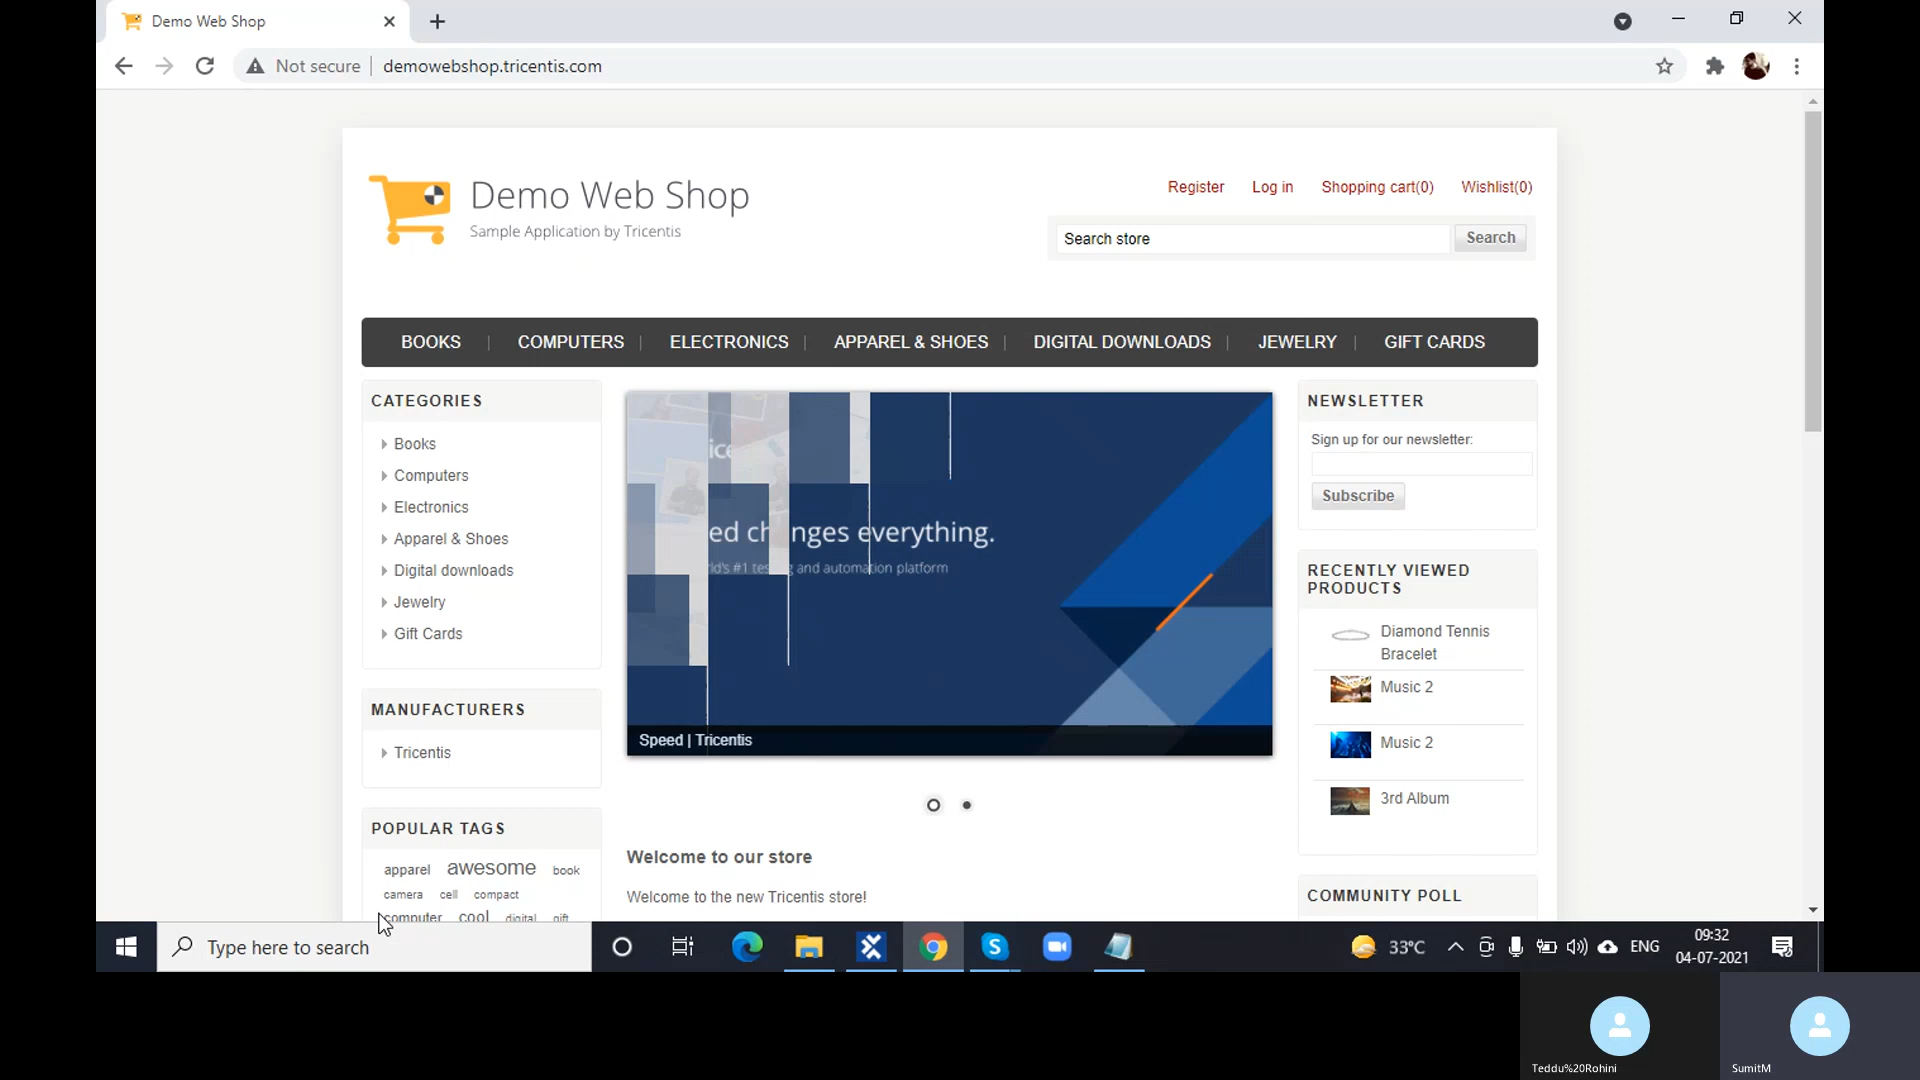 Demo Web Shop
Not secure
demowebshop.tricentis.com
Demo Web Shop
Sample Application by Tricentis
Register
Log in
Shopping cart(0)
Wishlist(0)
Search store
Search
BOOKS
COMPUTERS
ELECTRONICS
APPAREL & SHOES
DIGITAL DOWNLOADS
JEWELRY
GIFT CARDS
CATEGORIES
Books
Computers
Electronics
Apparel & Shoes
Digital downloads
Jewelry
Gift Cards
MANUFACTURERS
Tricentis
POPULAR TAGS
apparel awesome book
camera cell compact
computer cool digital gift
everything.
and automation platform
Speed | Tricentis
Welcome to our store
Welcome to the new Tricentis store!
NEWSLETTER
Sign up for our newsletter:
Subscribe
RECENTLY VIEWED
PRODUCTS
Diamond Tennis
Bracelet
Music 2
Music 2
3rd Album
COMMUNITY POLL
Type here to search
33°C
ENG
09:32
04-07-2021
Teddu%20Rohini
SumitM